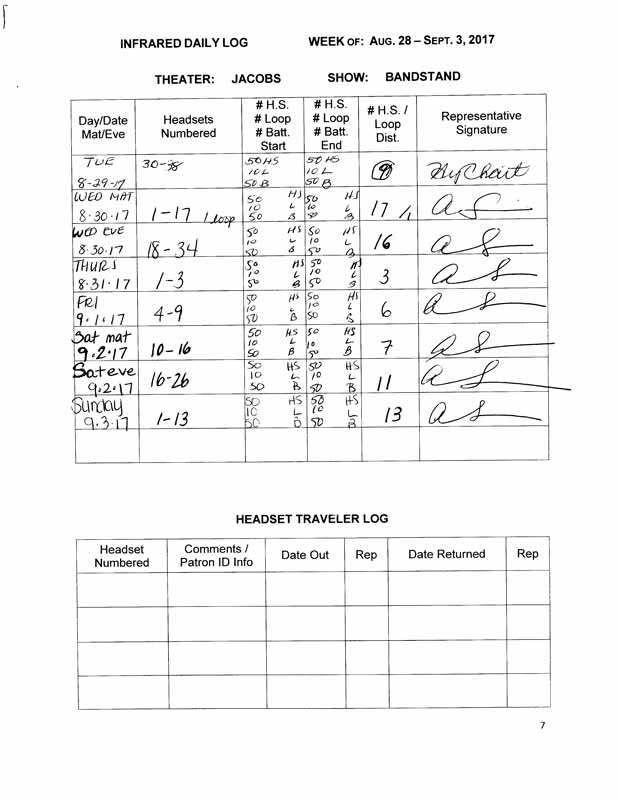 INFRARED DAILY LOG WEEK OF: AUG. 28 – SEPT. 3, 2017
THEATER: JACOBS SHOW: BANDSTAND
Day/Date Mat/Eve Headsets Numbered # H.S. # Loop # Batt. Start # H.S. # Loop # Batt. End # H.S. / Loop Dist. Representative Signature
TUE 30-38 50 HS 50 HS 9
10 L 10 L
8-29-17 50 B 50 B
WED MAT 50 HS 50 HS
8·30·17 1-17 1 loop 10 L 10 L 17 /1
50 B 50 B
WED EVE 50 HS 50 HS
8·30·17 18-34 10 L 10 L 16
50 B 50 B
THURS 50 HS 50 HS
8·31·17 1-3 10 L 10 L 3
50 B 50 B
FRI 50 HS 50 HS
9·1·17 4-9 10 L 10 L 6
50 B 50 B
Sat mat 50 HS 50 HS
9·2·17 10-16 10 L 10 L 7
50 B 50 B
Sat eve 50 HS 50 HS
9·2·17 16-26 10 L 10 L 11
50 B 50 B
Sunday 50 HS 50 HS
9·3·17 1-13 10 L 10 L 13
50 B 50 B
HEADSET TRAVELER LOG
Headset Numbered Comments / Patron ID Info Date Out Rep Date Returned Rep
7